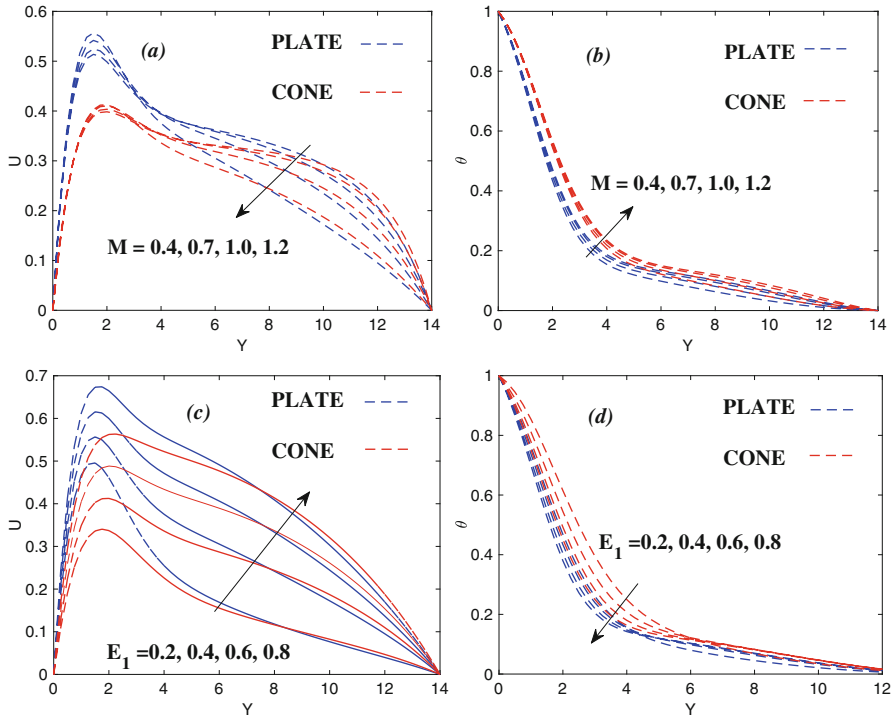 (a)
PLATE
CONE
M = 0.4, 0.7, 1.0, 1.2
U
0.6
0.5
0.4
0.3
0.2
0.1
0
0 2 4 6 8 10 12 14
Y
(b)
PLATE
CONE
M = 0.4, 0.7, 1.0, 1.2
θ
1
0.8
0.6
0.4
0.2
0
0 2 4 6 8 10 12 14
Y
(c)
PLATE
CONE
E1 =0.2, 0.4, 0.6, 0.8
U
0.7
0.6
0.5
0.4
0.3
0.2
0.1
0
0 2 4 6 8 10 12 14
Y
(d)
PLATE
CONE
E1 =0.2, 0.4, 0.6, 0.8
θ
1
0.8
0.6
0.4
0.2
0
0 2 4 6 8 10 12
Y